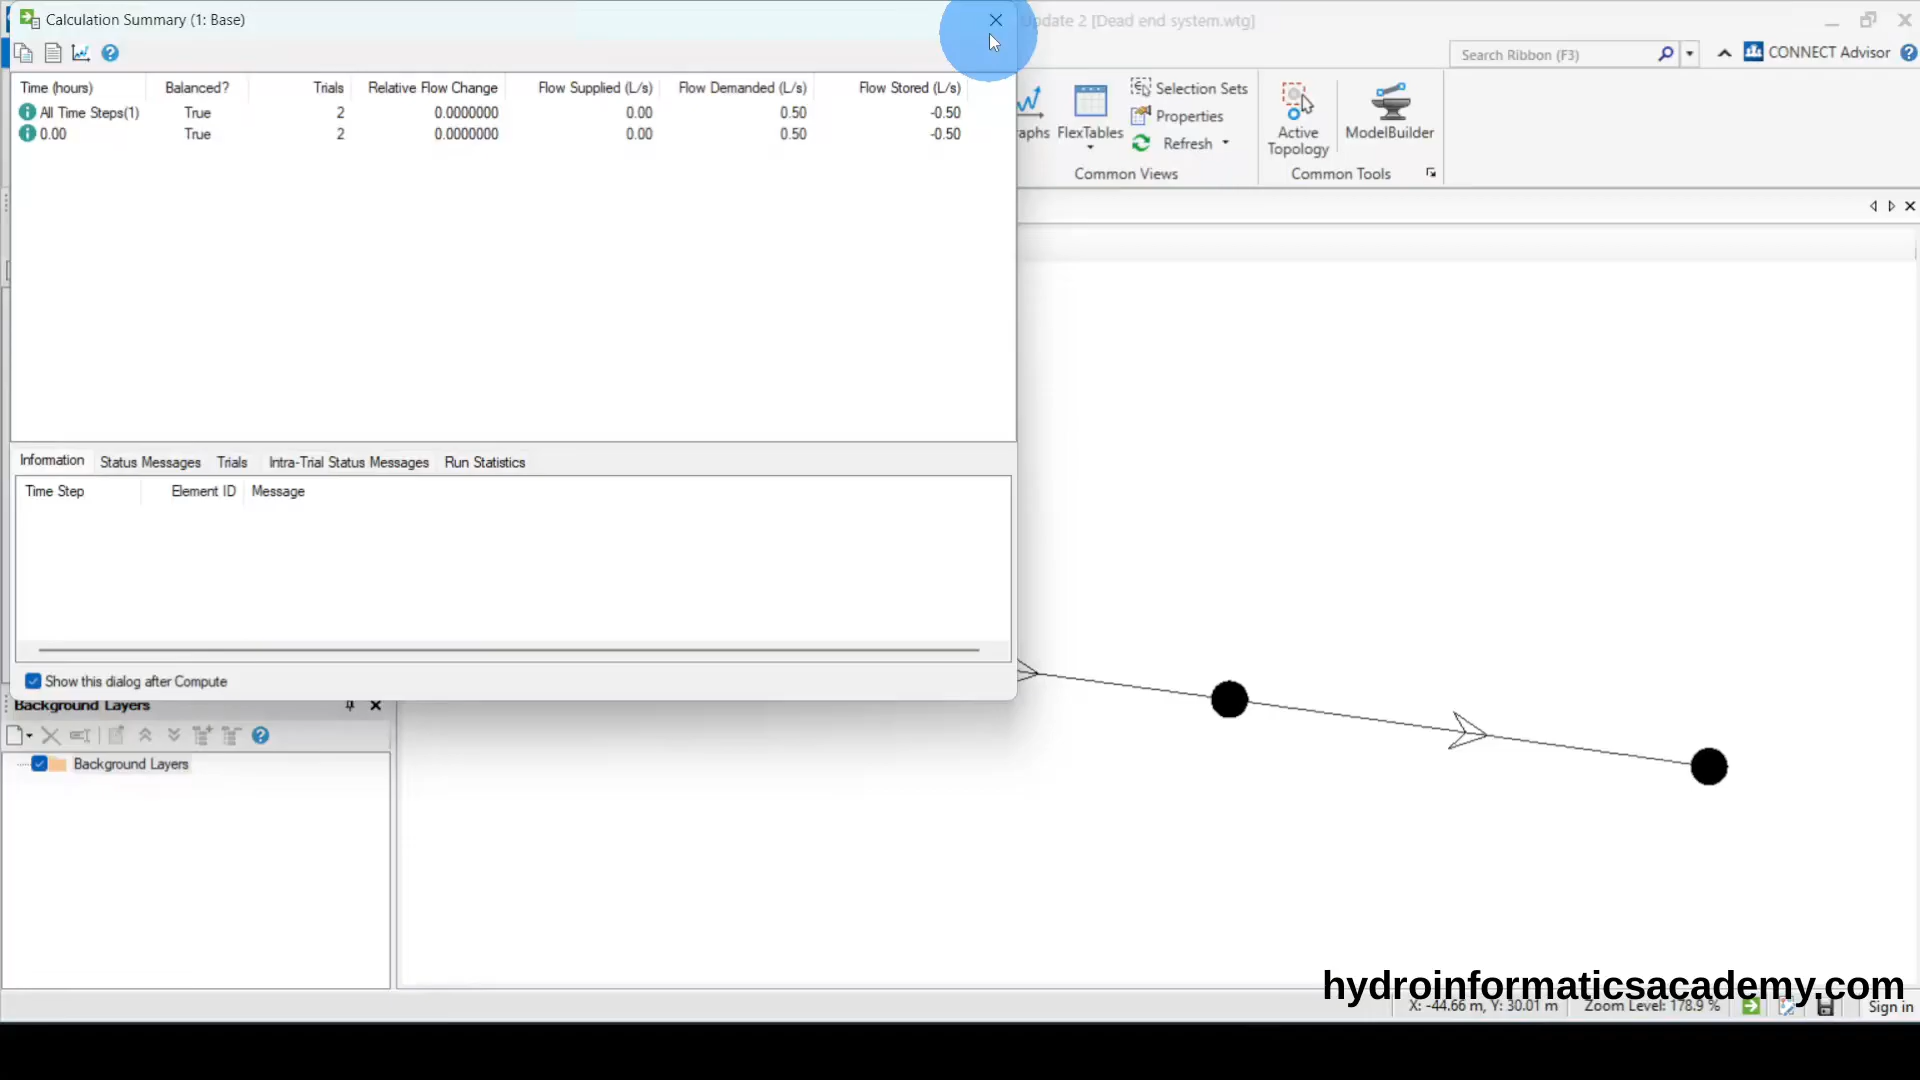 Calculation Summary (1: Base)
Update 2 [Dead end system.wtg]
Search Ribbon (F3)
CONNECT Advisor
Time (hours) Balanced? Trials Relative Flow Change Flow Supplied (L/s) Flow Demanded (L/s) Flow Stored (L/s)
All Time Steps(1) True 2 0.0000000 0.00 0.50 -0.50
0.00 True 2 0.0000000 0.00 0.50 -0.50
aphs
FlexTables
Selection Sets
Properties
Refresh
Common Views
Active
Topology
ModelBuilder
Common Tools
Information Status Messages Trials Intra-Trial Status Messages Run Statistics
Time Step Element ID Message
Show this dialog after Compute
Background Layers
Background Layers
hydroinformaticsacademy.com
X: -44.66 m, Y: 30.01 m Zoom Level: 178.9 % Sign in